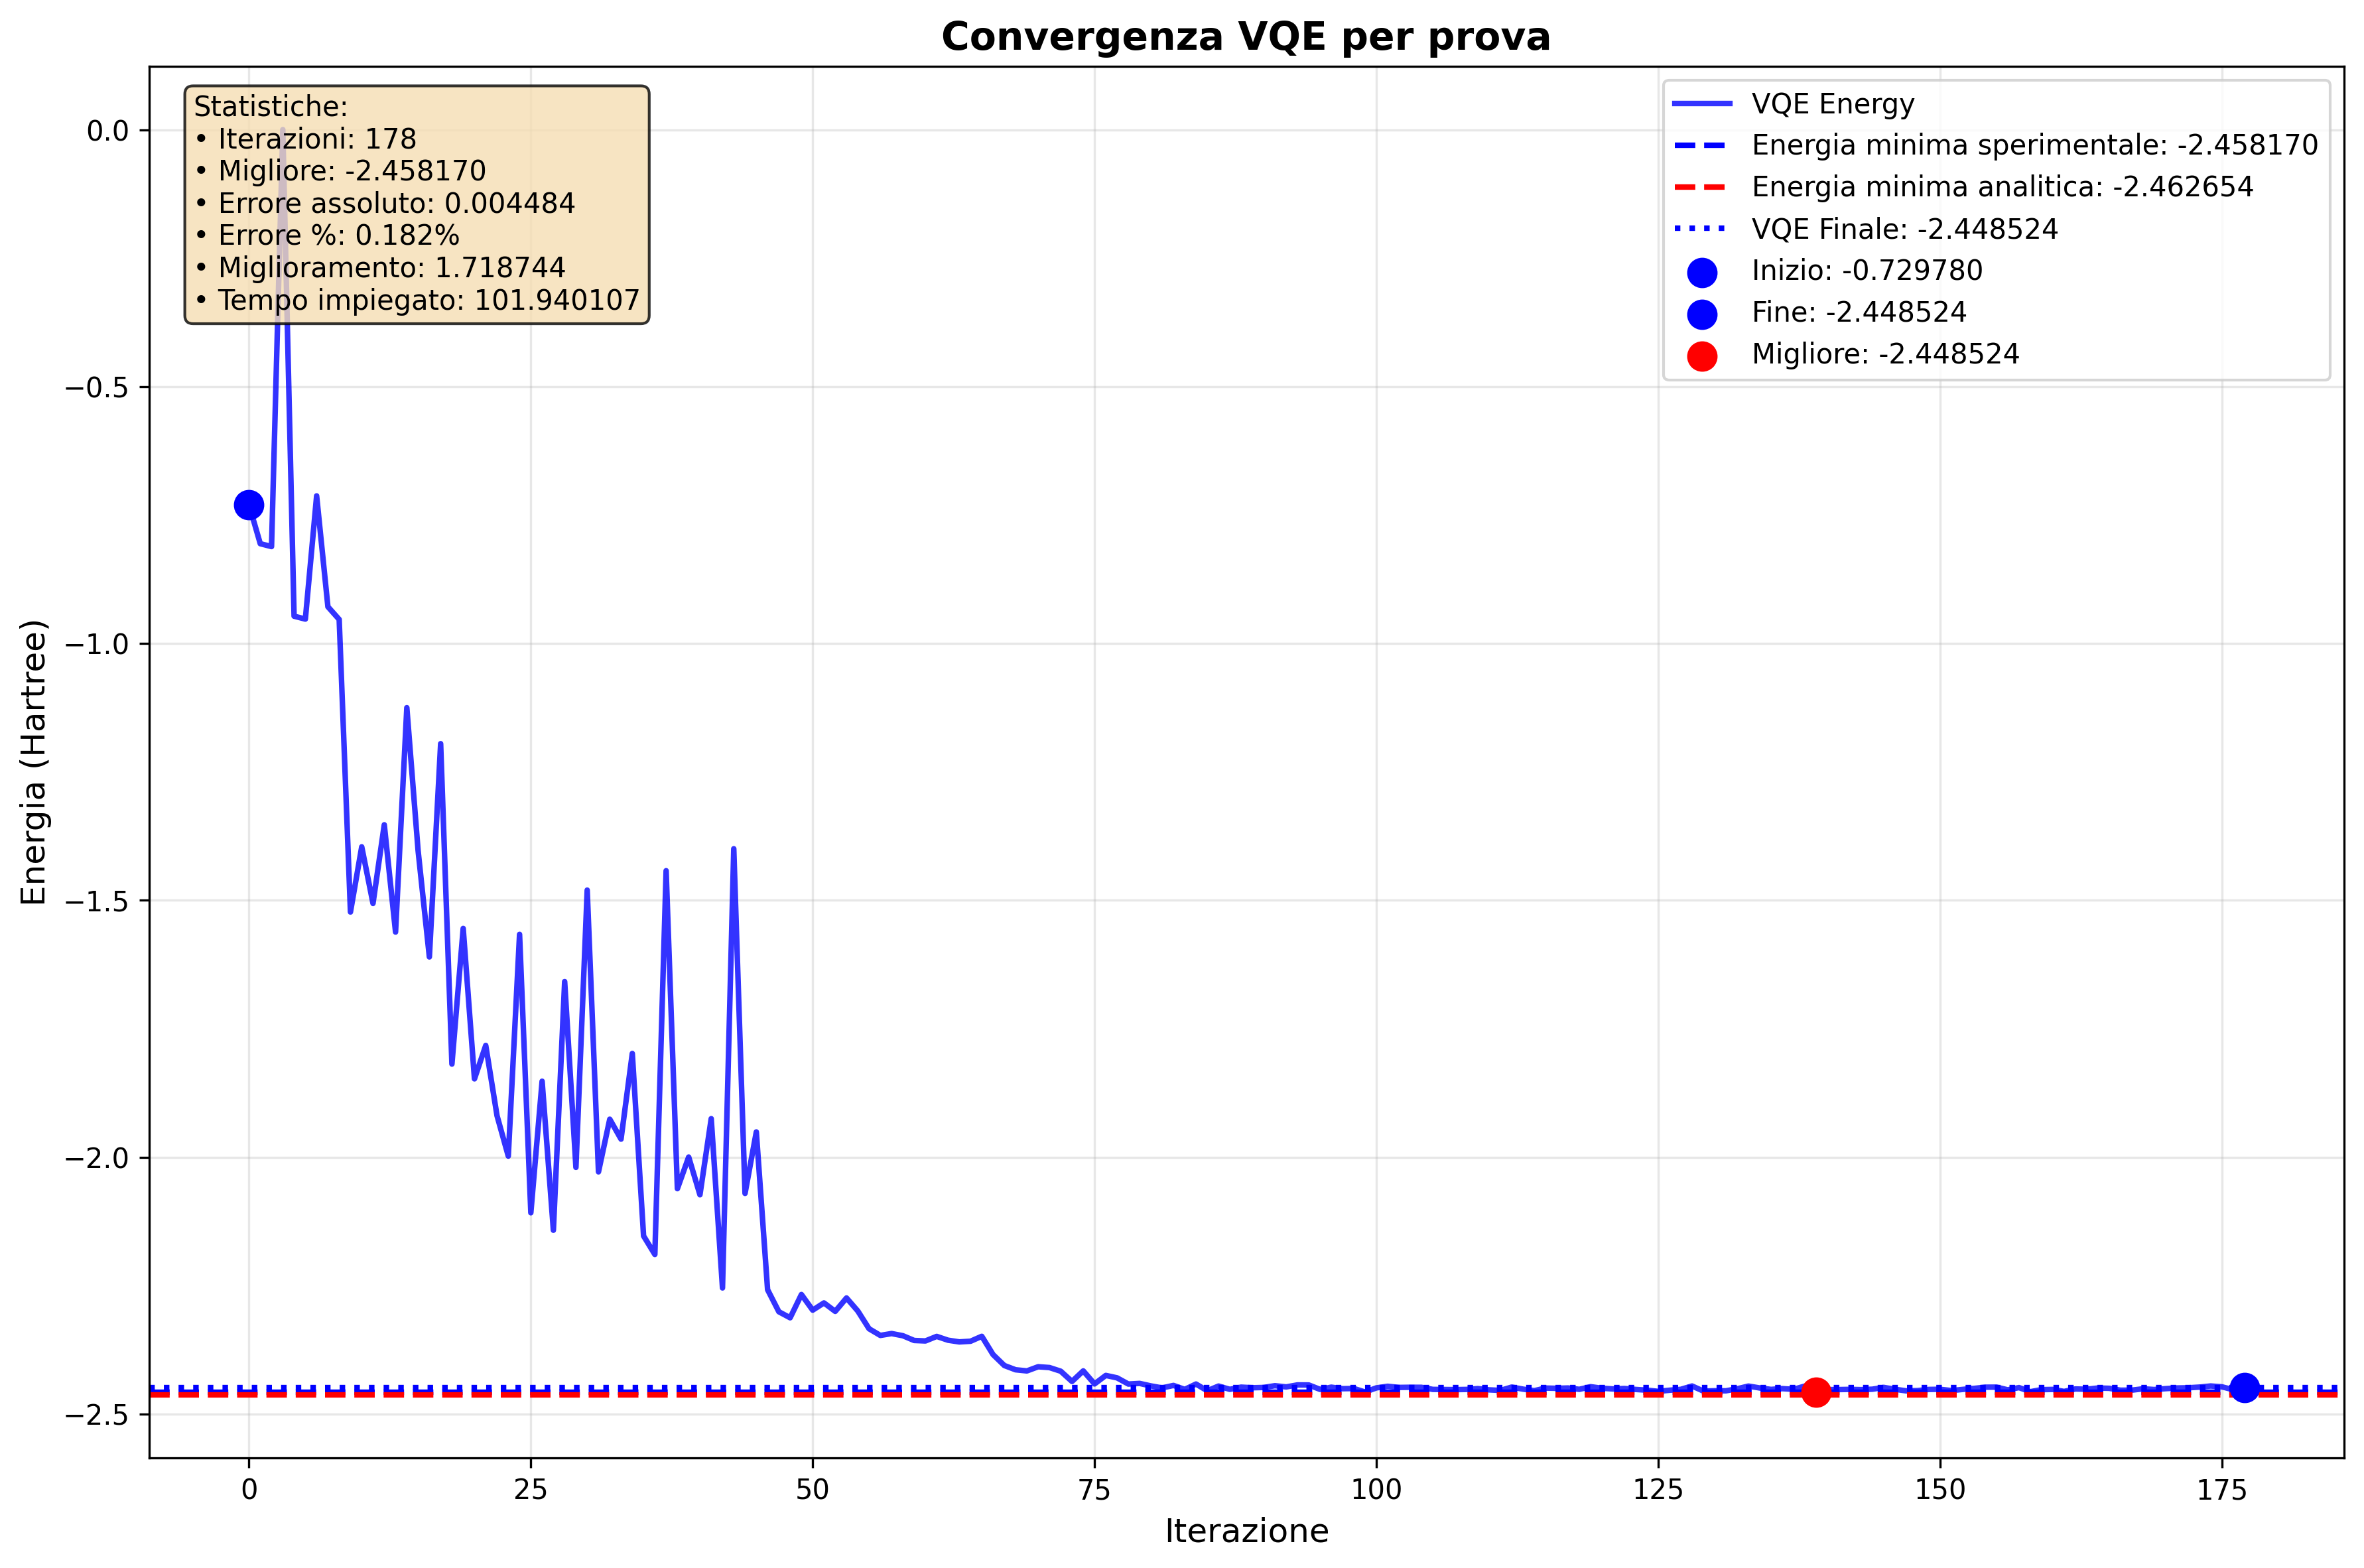 Convergenza VQE per prova
Statistiche:
• Iterazioni: 178
• Migliore: -2.458170
• Errore assoluto: 0.004484
• Errore %: 0.182%
• Miglioramento: 1.718744
• Tempo impiegato: 101.940107
VQE Energy
Energia minima sperimentale: -2.458170
Energia minima analitica: -2.462654
VQE Finale: -2.448524
Inizio: -0.729780
Fine: -2.448524
Migliore: -2.448524
Energia (Hartree)
0.0
−0.5
−1.0
−1.5
−2.0
−2.5
0 25 50 75 100 125 150 175
Iterazione